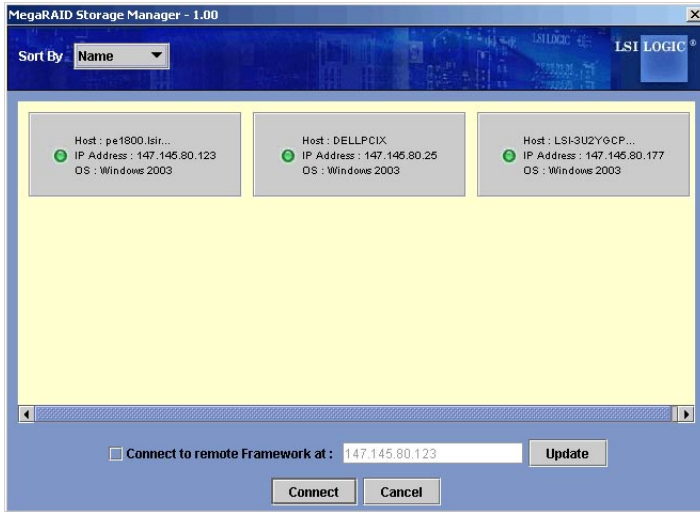 MegaRAID Storage Manager - 1.00
Sort By Name
LSI LOGIC
LSI LOGIC ®
Host : pe1800.lsir...
IP Address : 147.145.80.123
OS : Windows 2003
Host : DELLPCIX
IP Address : 147.145.80.25
OS : Windows 2003
Host : LSI-3U2YGCP...
IP Address : 147.145.80.177
OS : Windows 2003
Connect to remote Framework at : 147.145.80.123 Update
Connect Cancel